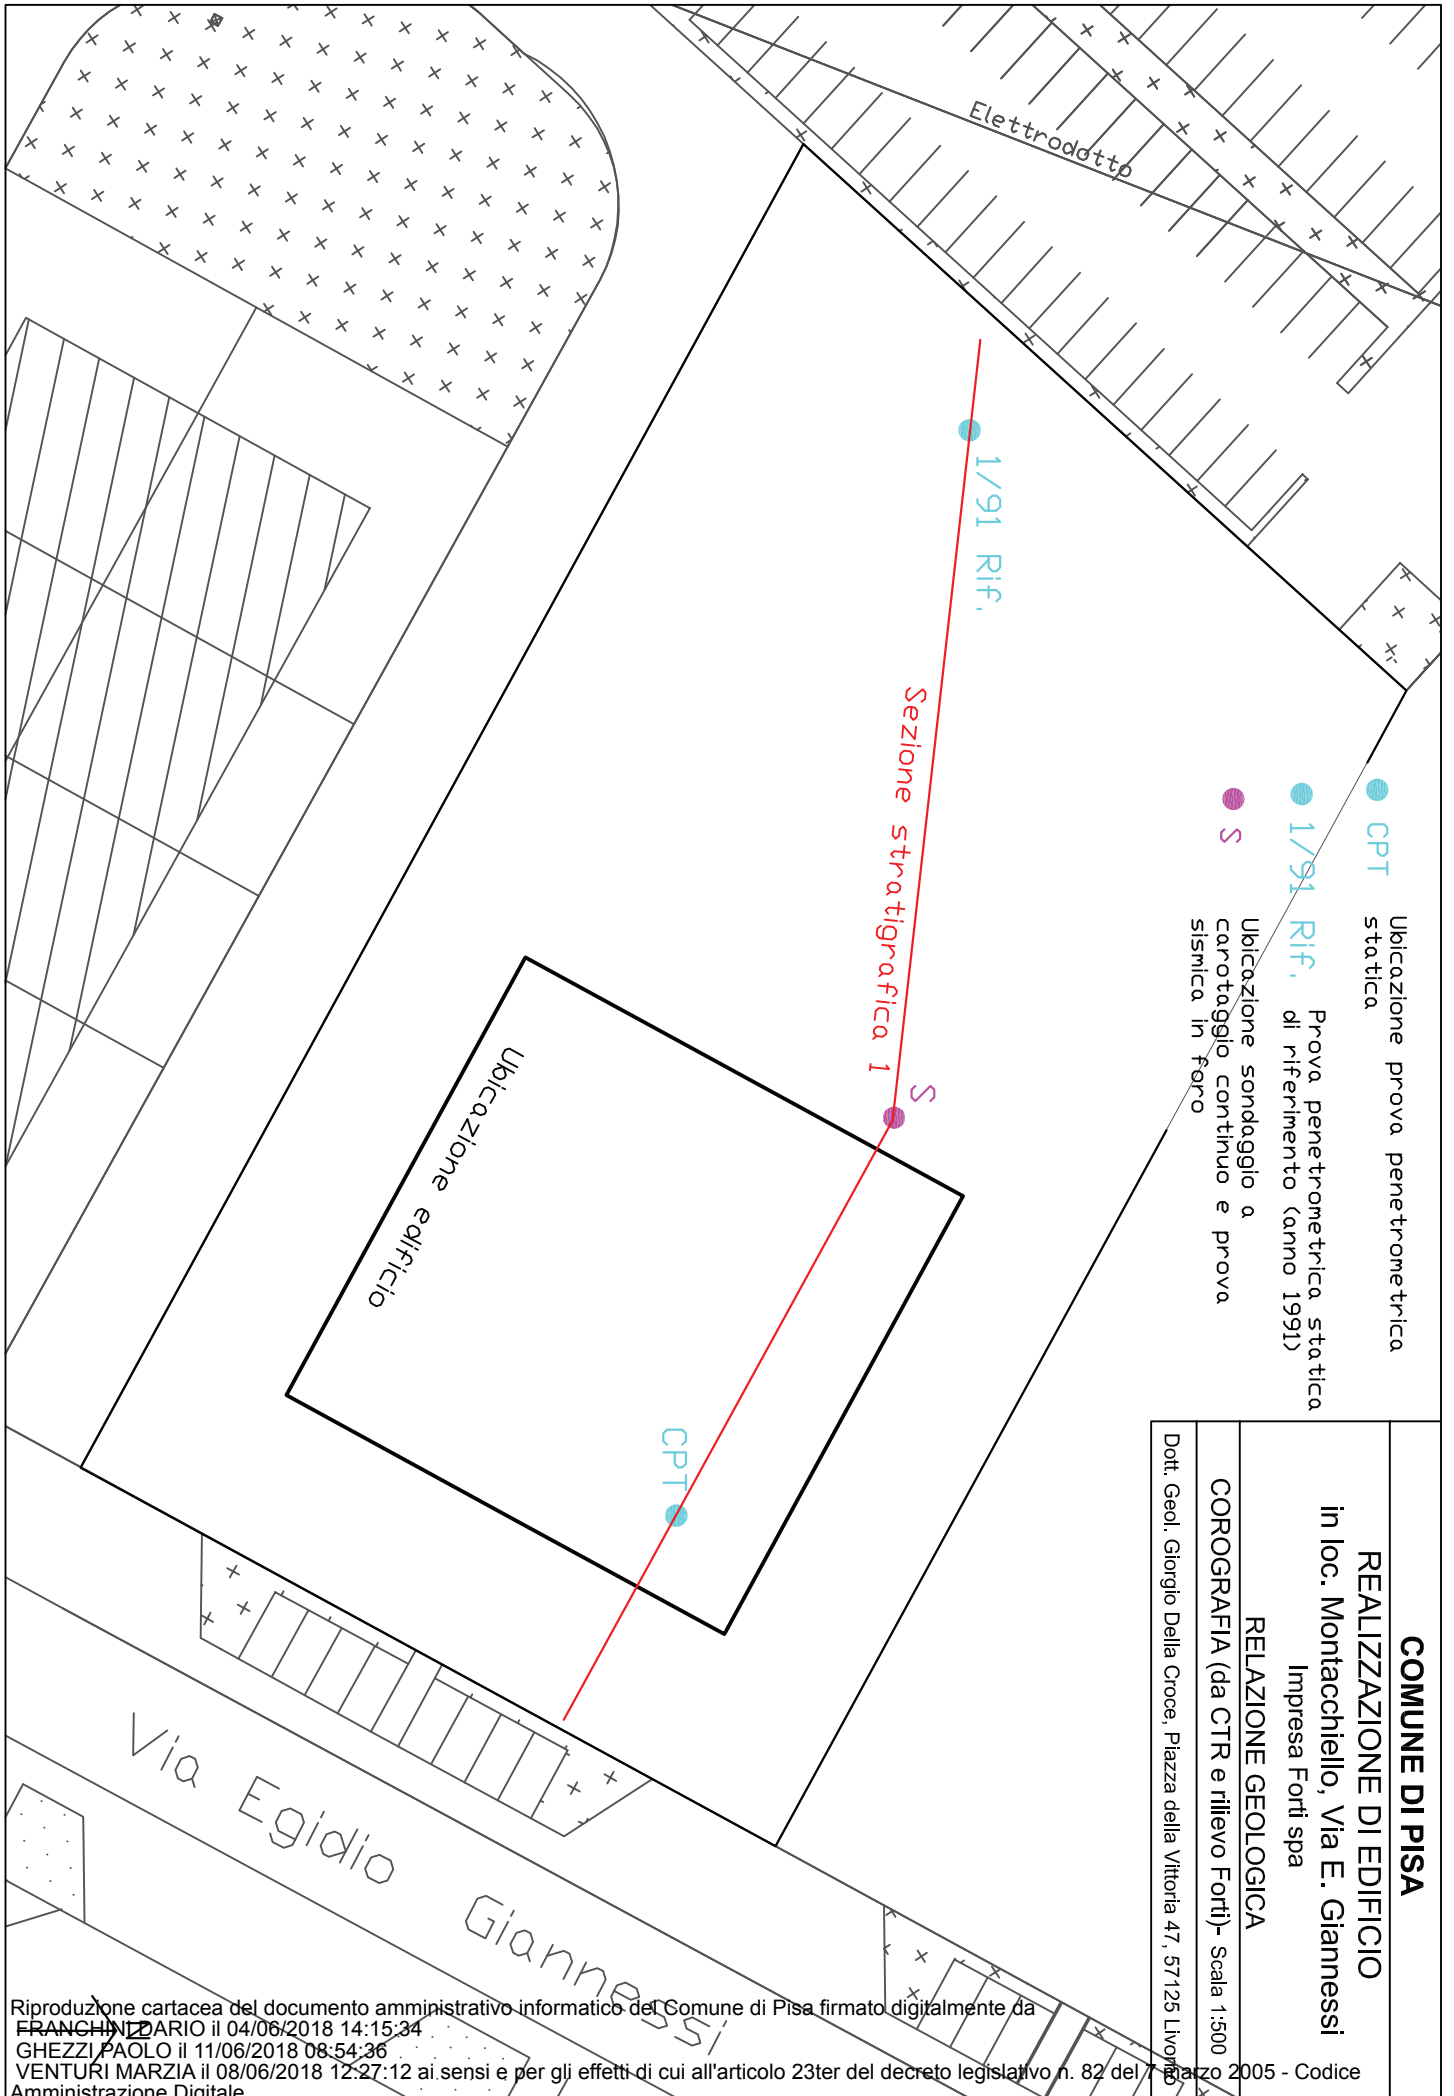 COMUNE DI PISA
REALIZZAZIONE DI EDIFICIO
in loc. Montacchiello, Via E. Giannessi
Impresa Forti spa
RELAZIONE GEOLOGICA
COROGRAFIA (da CTR e rilievo Forti)- Scala 1:500
Dott. Geol. Giorgio Della Croce, Piazza della Vittoria 47, 57125 Livorno
CPT
Ubicazione prova penetrometrica
statica
1/91 Rif.
Prova penetrometrica statica
di riferimento (anno 1991)
S
Ubicazione sondaggio a
carotaggio continuo e prova
sismica in foro
Elettrodotto
1/91 Rif.
Sezione stratigrafica 1
S
Ubicazione edificio
CPT
Via Egidio Giannessi
N
Riproduzione cartacea del documento amministrativo informatico del Comune di Pisa firmato digitalmente da
FRANCHINI DARIO il 04/06/2018 14:15:34
GHEZZI PAOLO il 11/06/2018 08:54:36
VENTURI MARZIA il 08/06/2018 12:27:12 ai sensi e per gli effetti di cui all'articolo 23ter del decreto legislativo n. 82 del 7 marzo 2005 - Codice
Amministrazione Digitale